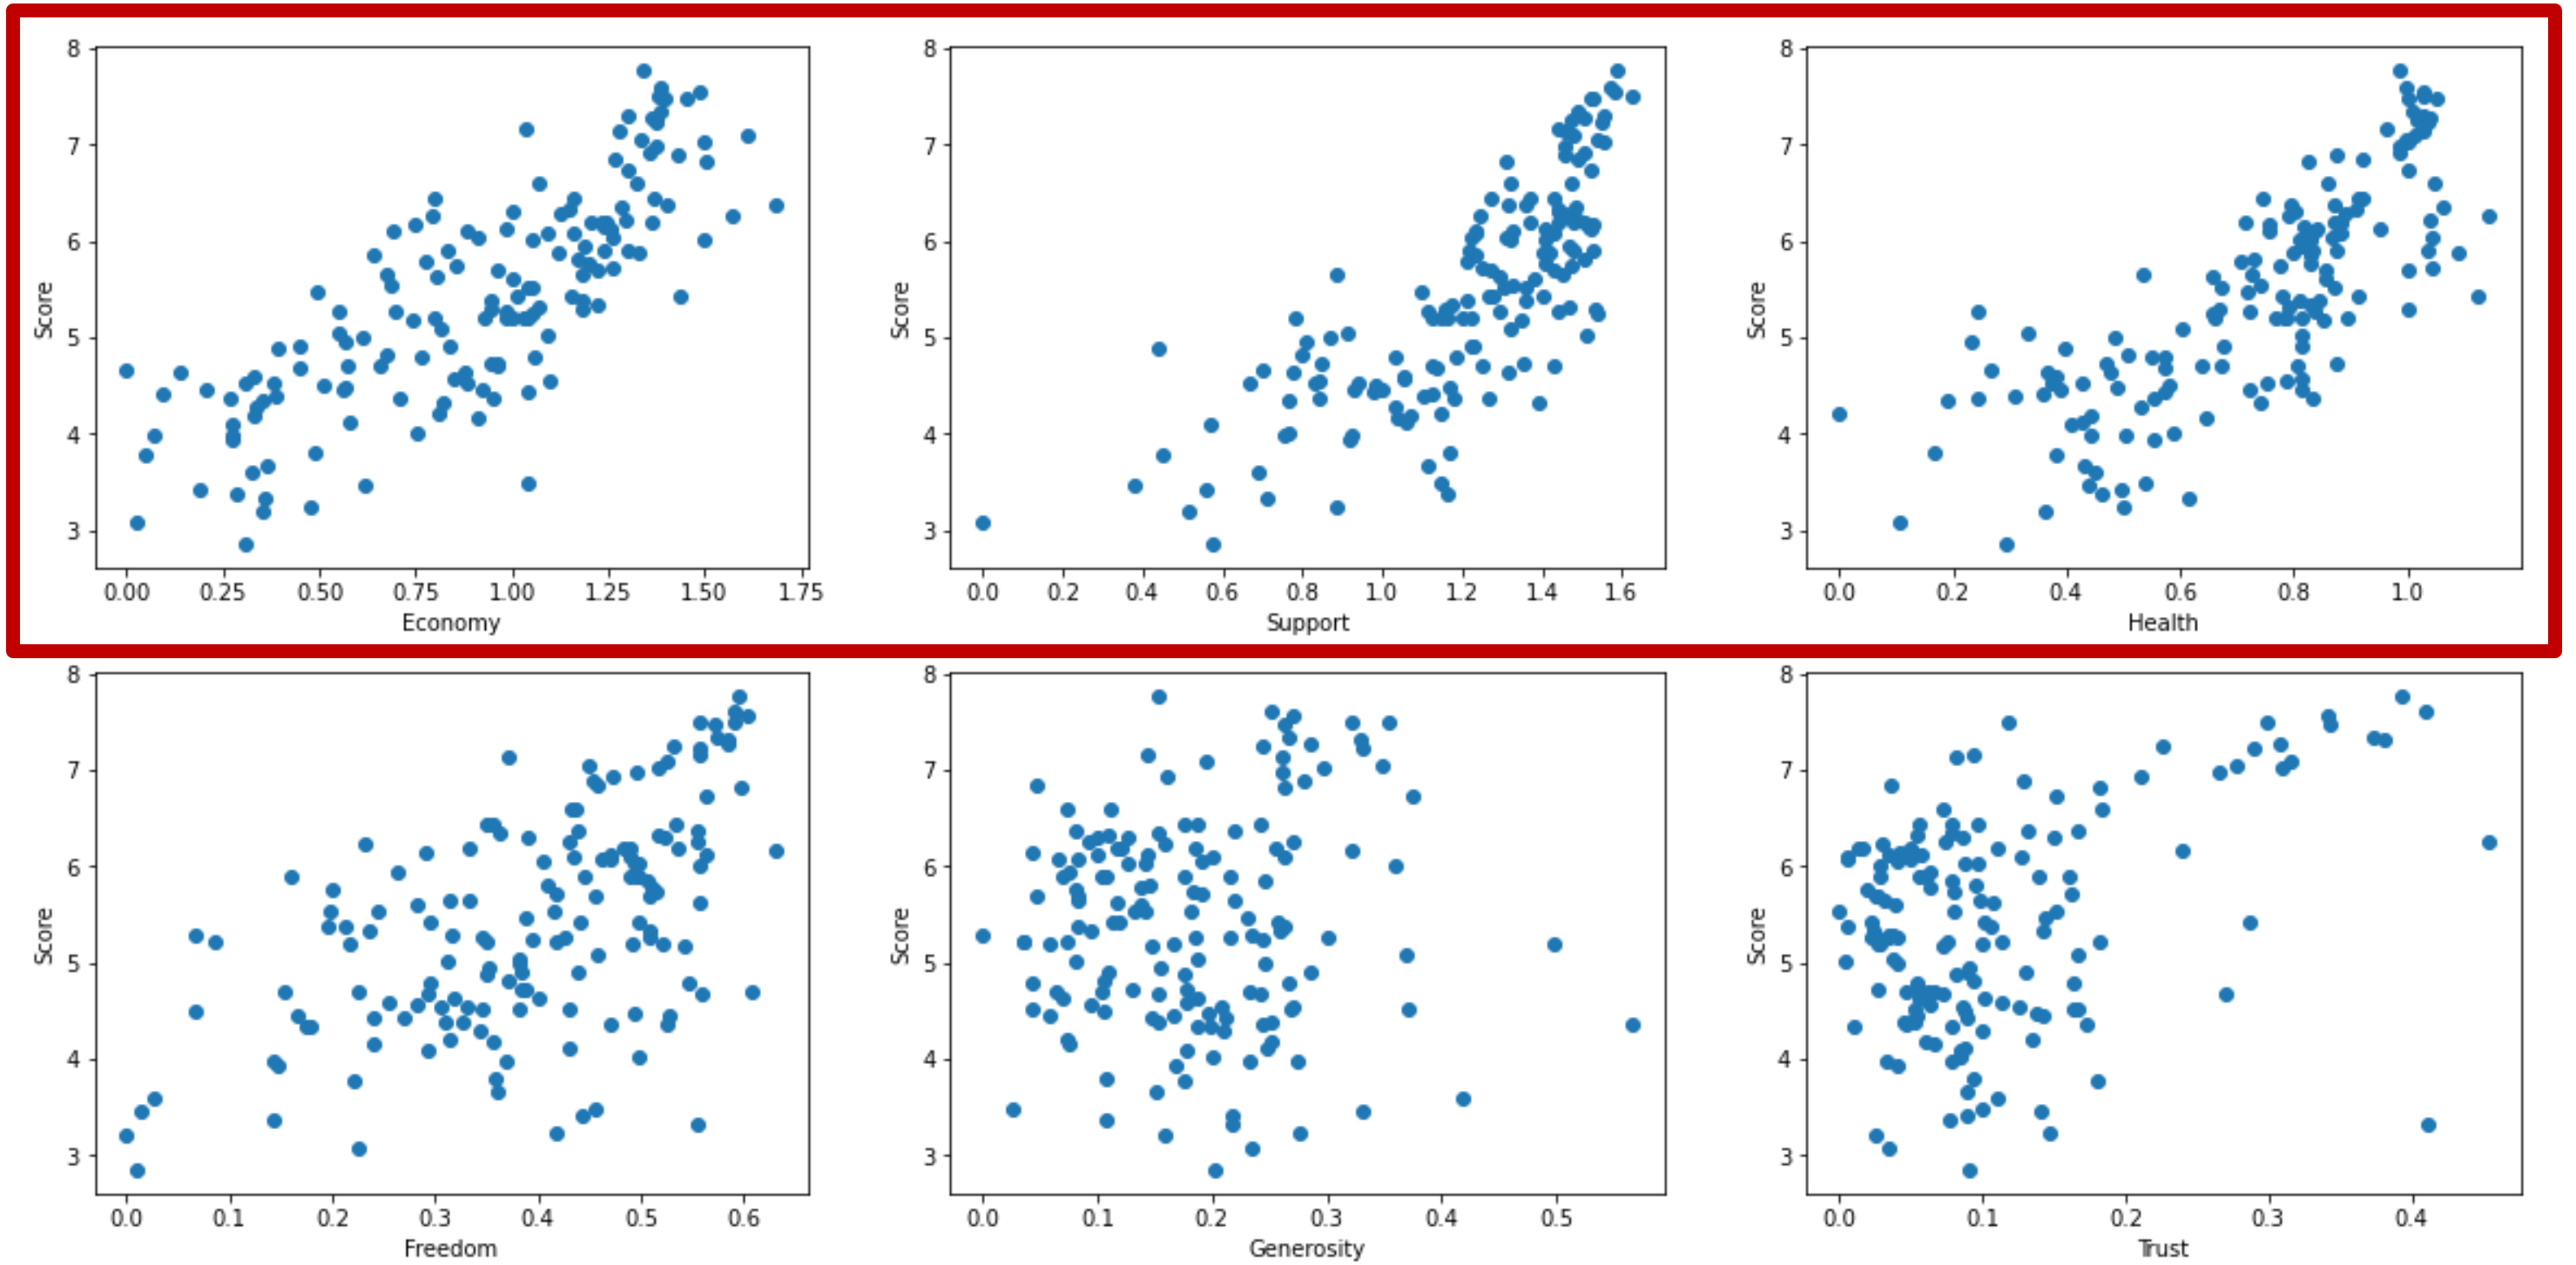 8 7 6 5 4 3
Score
0.00 0.25 0.50 0.75 1.00 1.25 1.50 1.75
Economy
8 7 6 5 4 3
Score
0.0 0.2 0.4 0.6 0.8 1.0 1.2 1.4 1.6
Support
8 7 6 5 4 3
Score
0.0 0.2 0.4 0.6 0.8 1.0
Health
8 7 6 5 4 3
Score
0.0 0.1 0.2 0.3 0.4 0.5 0.6
Freedom
8 7 6 5 4 3
Score
0.0 0.1 0.2 0.3 0.4 0.5
Generosity
8 7 6 5 4 3
Score
0.0 0.1 0.2 0.3 0.4
Trust